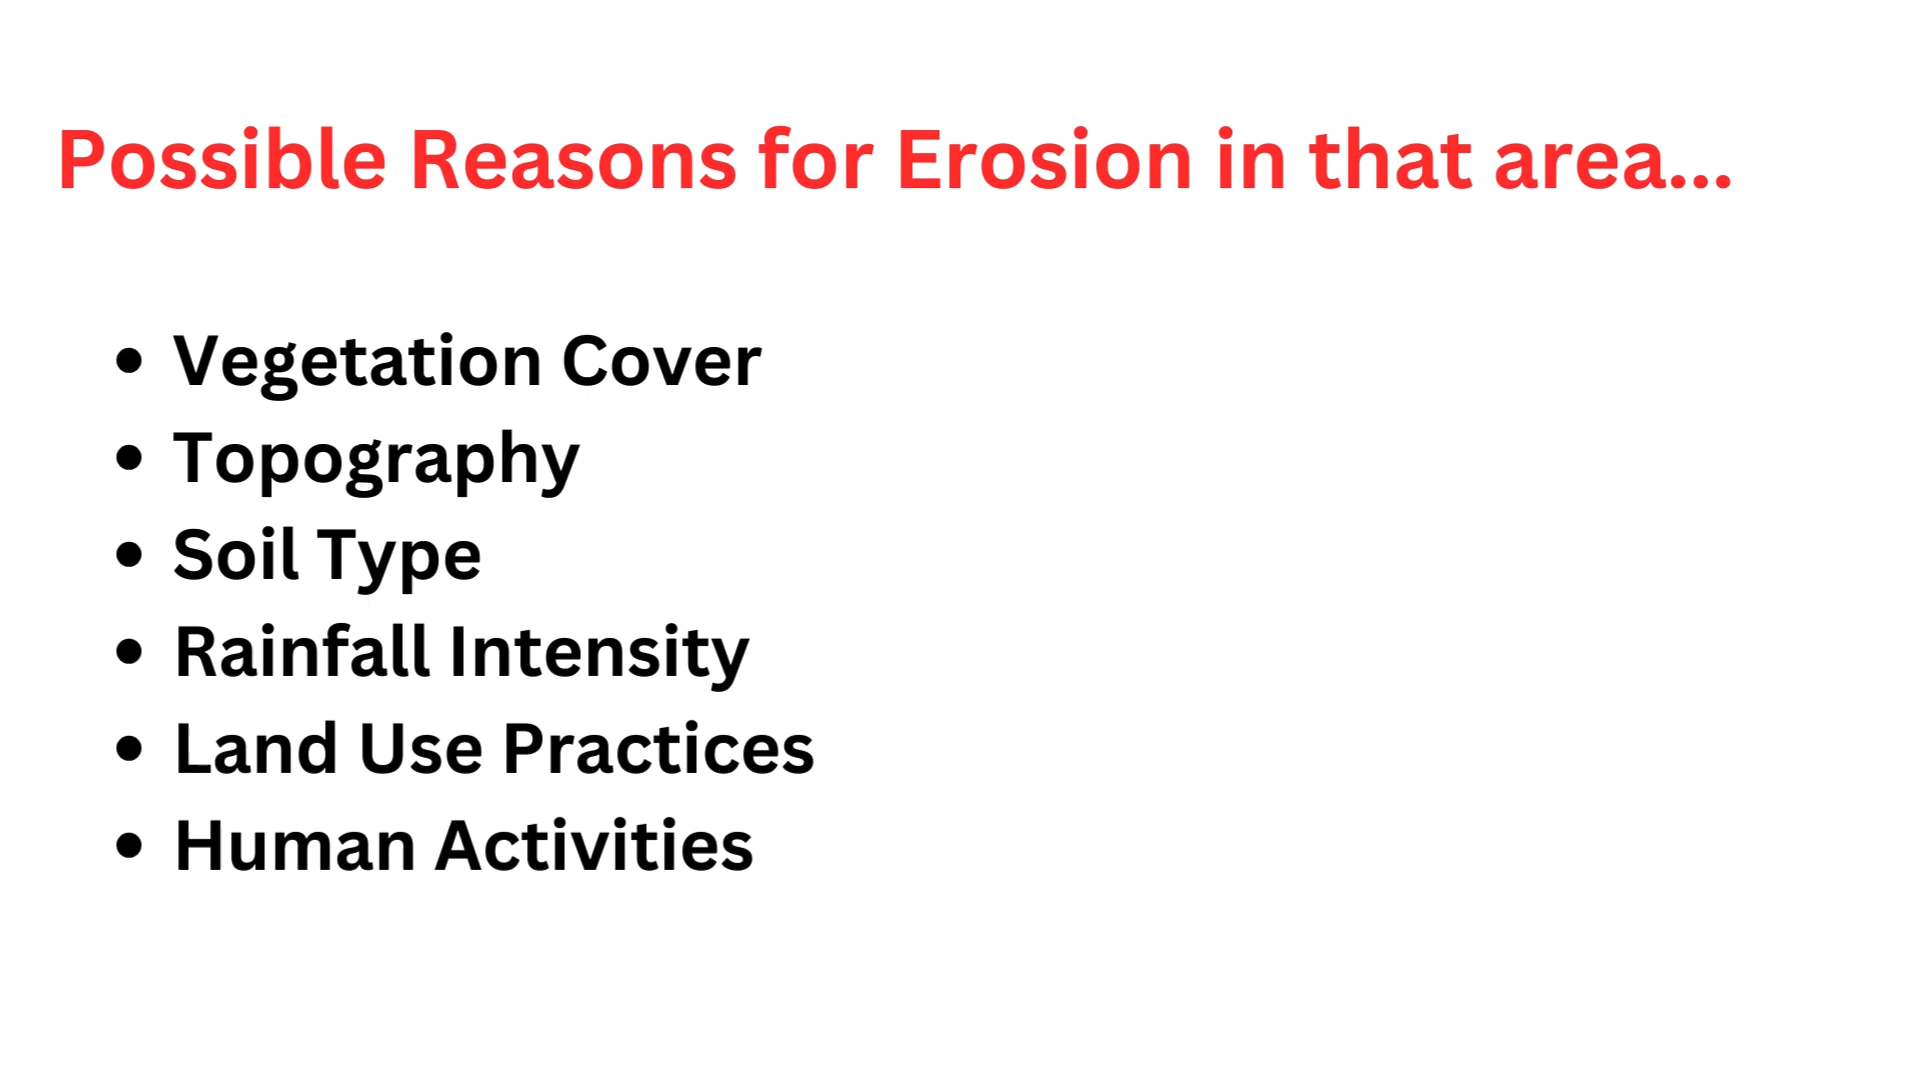 Possible Reasons for Erosion in that area...
• Vegetation Cover
• Topography
• Soil Type
• Rainfall Intensity
• Land Use Practices
• Human Activities